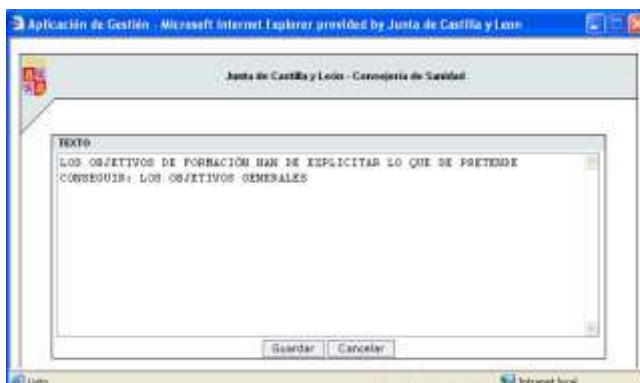 Aplicación de Gestión - Microsoft Internet Explorer provided by Junta de Castilla y Leon
Junta de Castilla y León - Consejería de Sanidad
TEXTO
LOS OBJETIVOS DE FORMACIÓN HAN DE EXPLICITAR LO QUE SE PRETENDE
CONSEGUIR: LOS OBJETIVOS GENERALES
Guardar Cancelar
Listo Intranet local